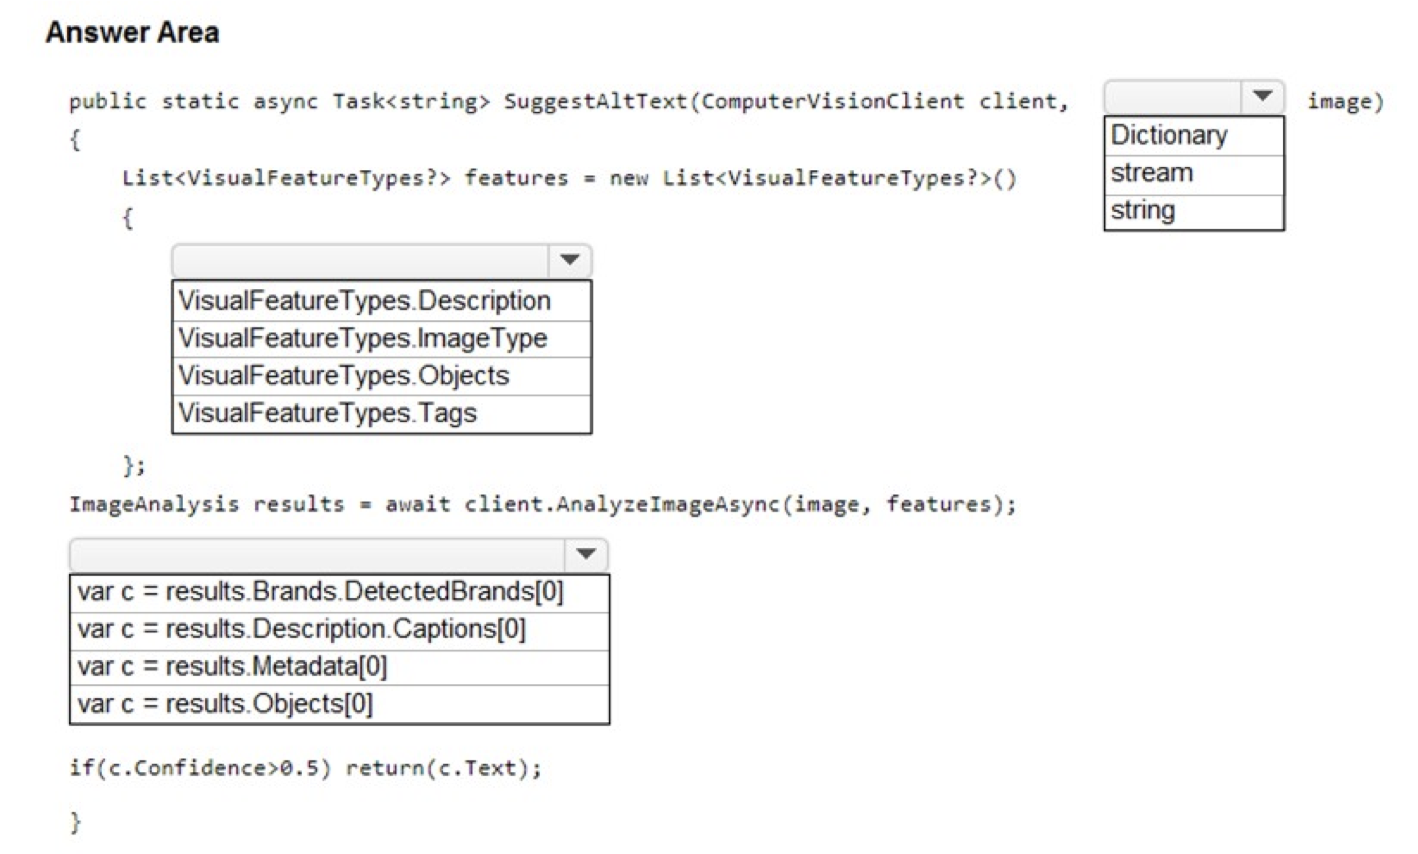 Answer Area
public static async Task<string> SuggestAltText(ComputerVisionClient client, image)
Dictionary
stream
string
{
List<VisualFeatureTypes?> features = new List<VisualFeatureTypes?>()
{
VisualFeatureTypes.Description
VisualFeatureTypes.ImageType
VisualFeatureTypes.Objects
VisualFeatureTypes.Tags
};
ImageAnalysis results = await client.AnalyzeImageAsync(image, features);
var c = results.Brands.DetectedBrands[0]
var c = results.Description.Captions[0]
var c = results.Metadata[0]
var c = results.Objects[0]
if(c.Confidence>0.5) return(c.Text);
}